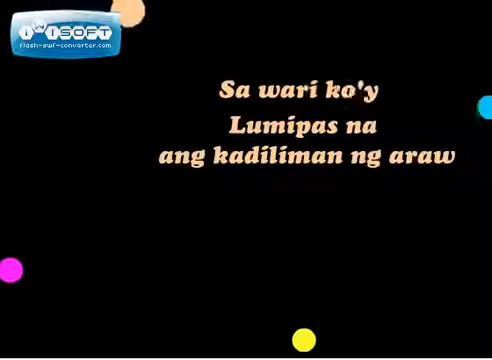 iWiSOFT
flash-swf-converter.com
Sa wari ko'y
Lumipas na
ang kadiliman ng araw